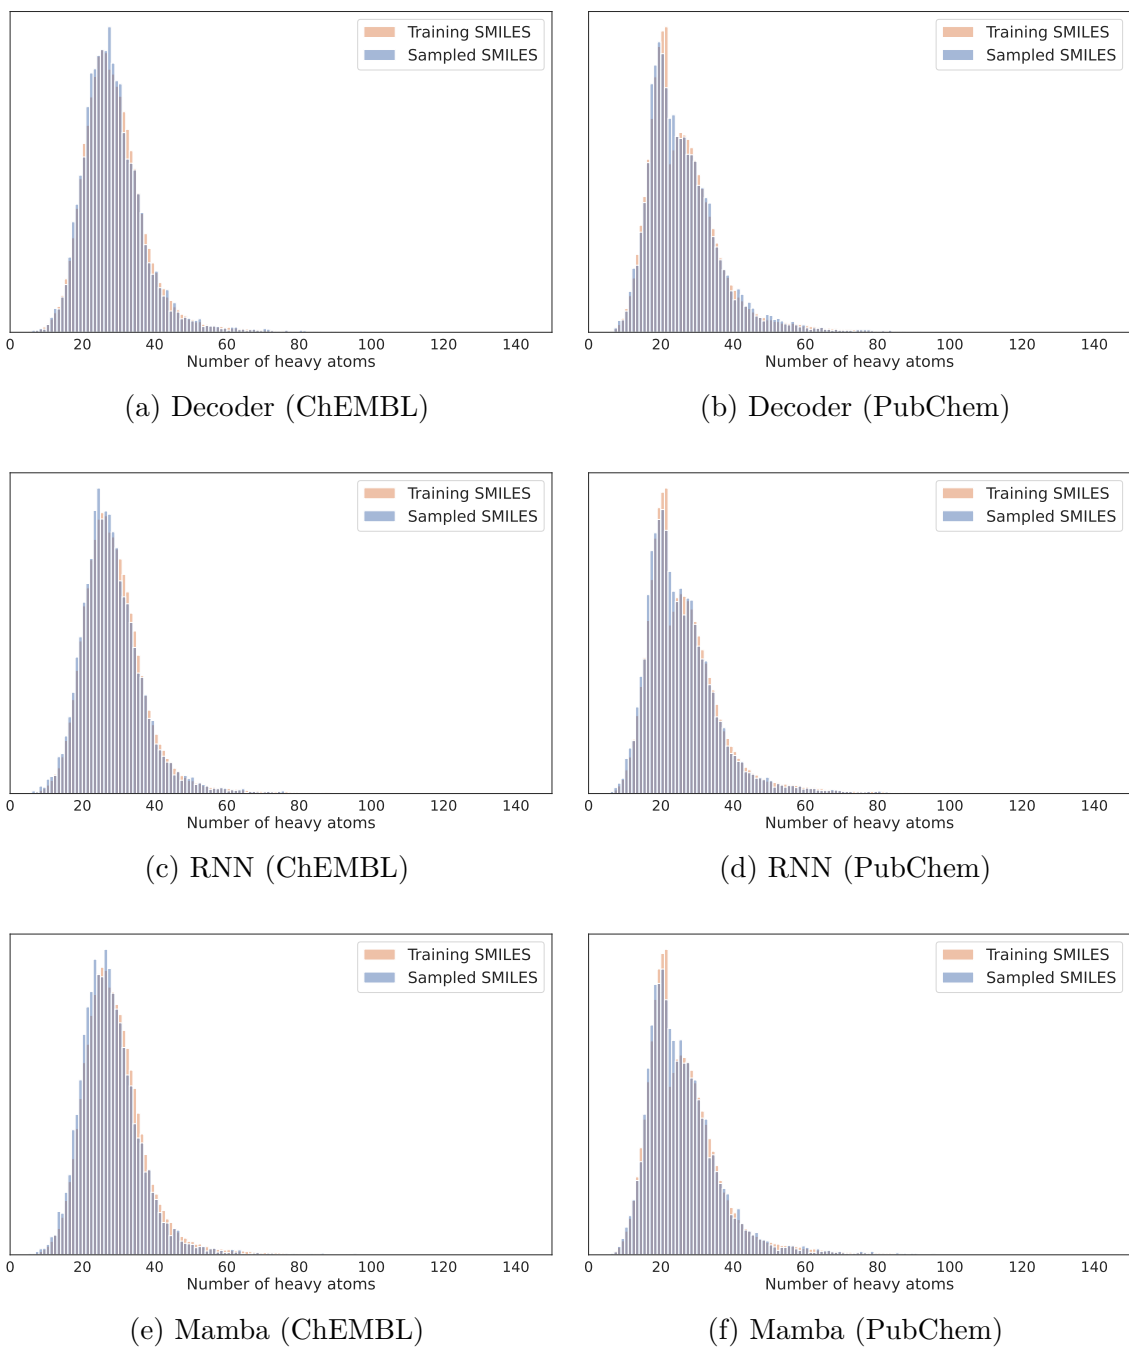 Training SMILES
Sampled SMILES
0 20 40 60 80 100 120 140
Number of heavy atoms
(a) Decoder (ChEMBL)
Training SMILES
Sampled SMILES
0 20 40 60 80 100 120 140
Number of heavy atoms
(b) Decoder (PubChem)
Training SMILES
Sampled SMILES
0 20 40 60 80 100 120 140
Number of heavy atoms
(c) RNN (ChEMBL)
Training SMILES
Sampled SMILES
0 20 40 60 80 100 120 140
Number of heavy atoms
(d) RNN (PubChem)
Training SMILES
Sampled SMILES
0 20 40 60 80 100 120 140
Number of heavy atoms
(e) Mamba (ChEMBL)
Training SMILES
Sampled SMILES
0 20 40 60 80 100 120 140
Number of heavy atoms
(f) Mamba (PubChem)